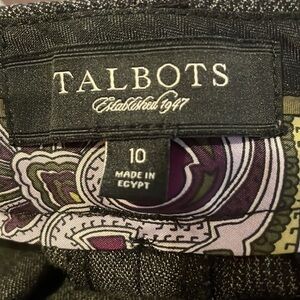 TALBOTS
Established 1947
10
MADE IN
EGYPT